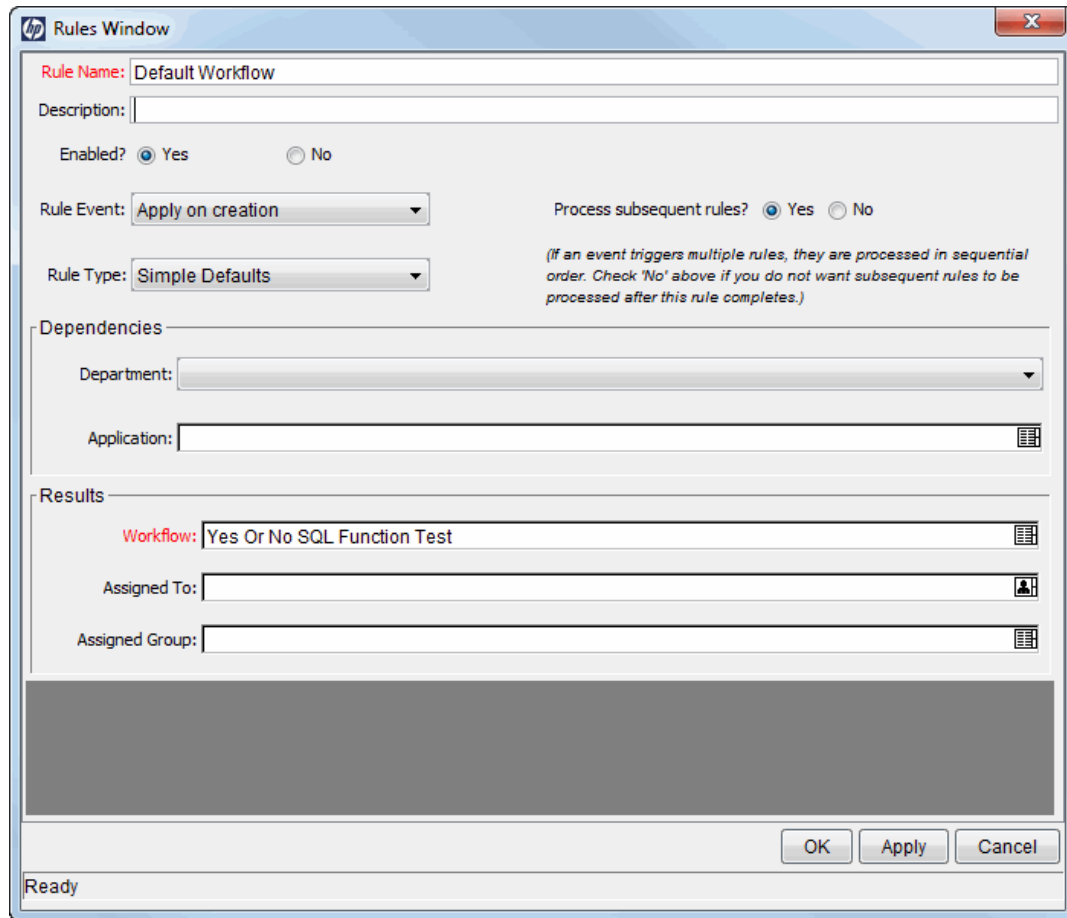 hp Rules Window
Rule Name: Default Workflow
Description:
Enabled? Yes No
Rule Event: Apply on creation Process subsequent rules? Yes No
(If an event triggers multiple rules, they are processed in sequential
order. Check 'No' above if you do not want subsequent rules to be
processed after this rule completes.)
Rule Type: Simple Defaults
Dependencies
Department:
Application:
Results
Workflow: Yes Or No SQL Function Test
Assigned To:
Assigned Group:
OK Apply Cancel
Ready